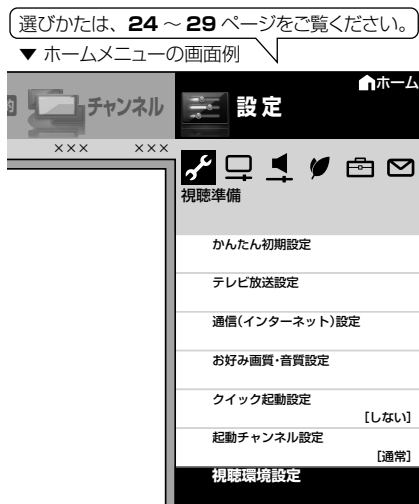 選びかたは、24 ～ 29 ページをご覧ください。
▼ ホームメニューの画面例
ホーム
チャンネル
設定
××× ×××
視聴準備
かんたん初期設定
テレビ放送設定
通信(インターネット)設定
お好み画質・音質設定
クイック起動設定
[しない]
起動チャンネル設定
[通常]
視聴環境設定